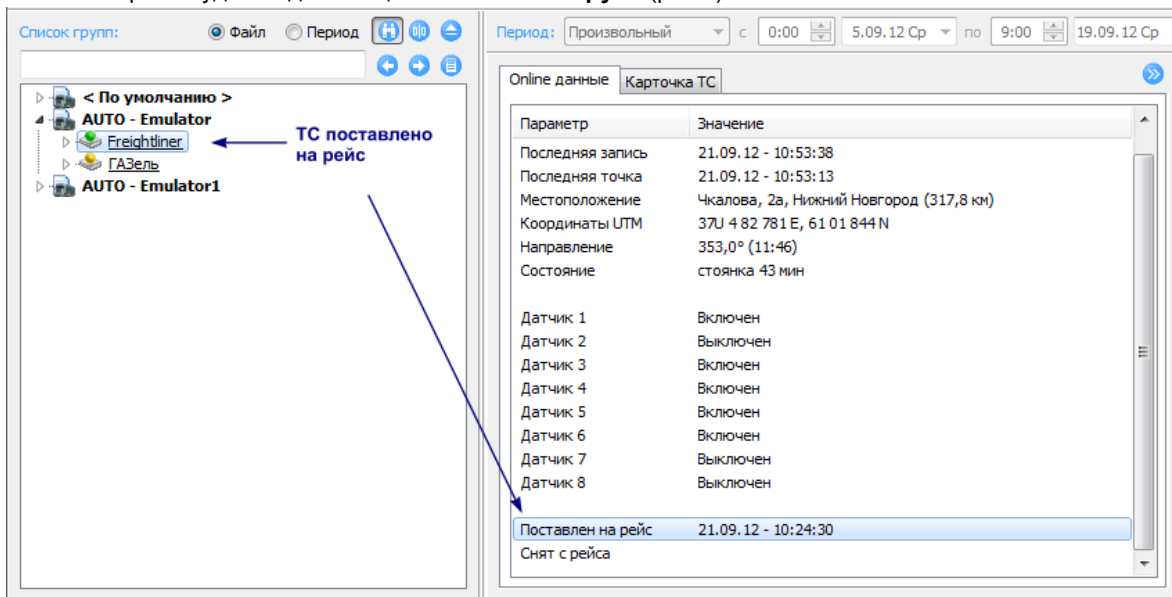 Список групп: Файл Период
Период: Произвольный с 0:00 5.09.12 Ср по 9:00 19.09.12 Ср
< По умолчанию >
AUTO - Emulator
Freightliner
ГАЗель
AUTO - Emulator1
ТС поставлено
на рейс
Online данные Карточка ТС
Параметр Значение
Последняя запись 21.09.12 - 10:53:38
Последняя точка 21.09.12 - 10:53:13
Местоположение Чкалова, 2а, Нижний Новгород (317,8 км)
Координаты UTM 37U 4 82 781 E, 61 01 844 N
Направление 353,0° (11:46)
Состояние стоянка 43 мин
Датчик 1 Включен
Датчик 2 Выключен
Датчик 3 Включен
Датчик 4 Включен
Датчик 5 Включен
Датчик 6 Включен
Датчик 7 Выключен
Датчик 8 Выключен
Поставлен на рейс 21.09.12 - 10:24:30
Снят с рейса